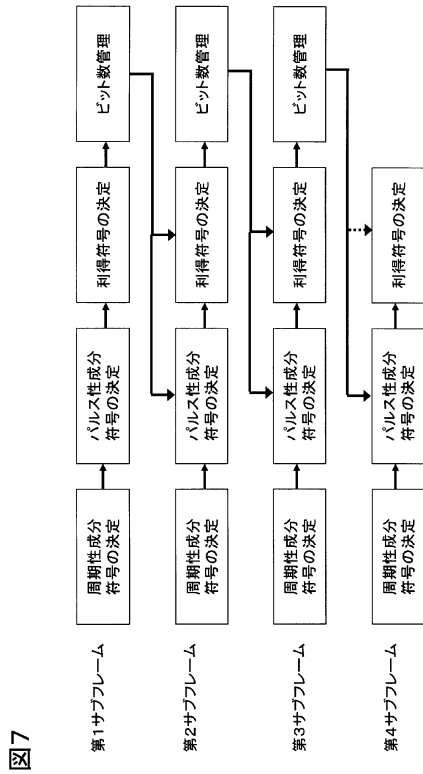 図7
第1サブフレーム
周期性成分
符号の決定
パルス性成分
符号の決定
利得符号の決定
ビット数管理
第2サブフレーム
周期性成分
符号の決定
パルス性成分
符号の決定
利得符号の決定
ビット数管理
第3サブフレーム
周期性成分
符号の決定
パルス性成分
符号の決定
利得符号の決定
ビット数管理
第4サブフレーム
周期性成分
符号の決定
パルス性成分
符号の決定
利得符号の決定